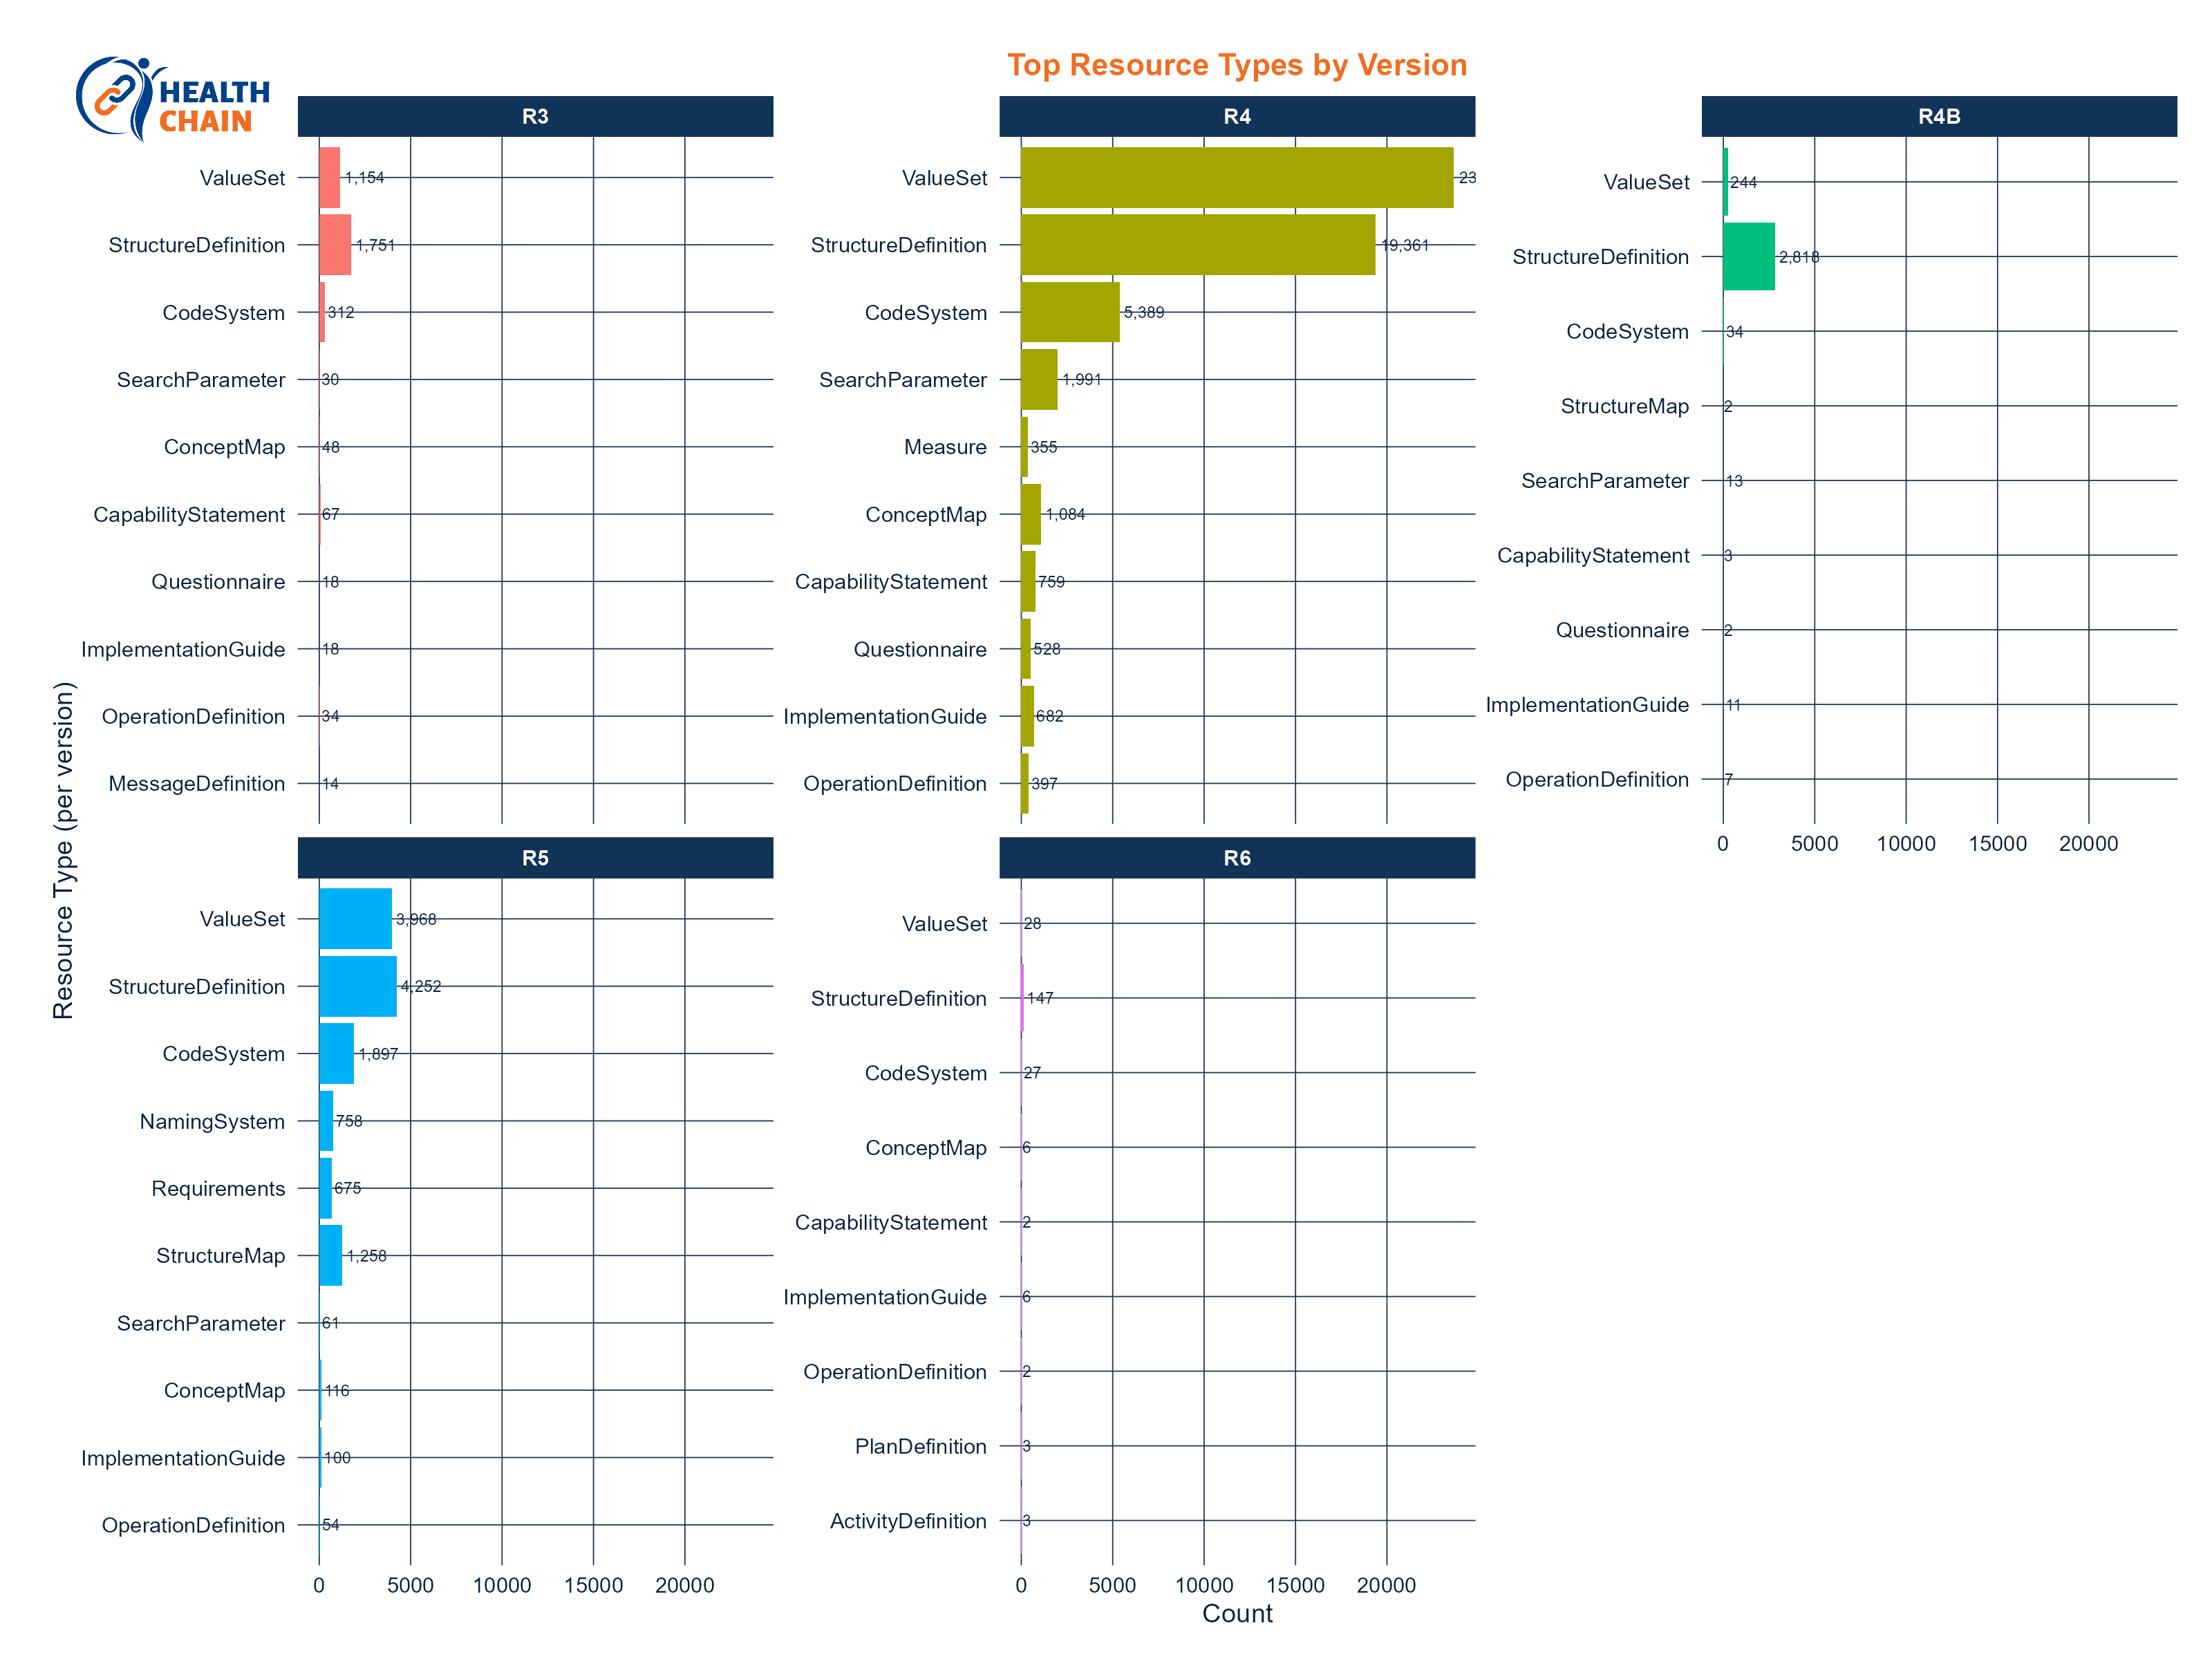 Top Resource Types by Version
HEALTH
CHAIN
R3
ValueSet 1,154
StructureDefinition 1,751
CodeSystem 312
SearchParameter 30
ConceptMap 48
CapabilityStatement 67
Questionnaire 18
ImplementationGuide 18
OperationDefinition 34
MessageDefinition 14
R4
ValueSet 23
StructureDefinition 19,361
CodeSystem 5,389
SearchParameter 1,991
Measure 355
ConceptMap 1,084
CapabilityStatement 759
Questionnaire 528
ImplementationGuide 682
OperationDefinition 397
R4B
ValueSet 244
StructureDefinition 2,818
CodeSystem 34
StructureMap 2
SearchParameter 13
CapabilityStatement 3
Questionnaire 2
ImplementationGuide 11
OperationDefinition 7
0 5000 10000 15000 20000
Resource Type (per version)
R5
ValueSet 3,968
StructureDefinition 4,252
CodeSystem 1,897
NamingSystem 758
Requirements 675
StructureMap 1,258
SearchParameter 61
ConceptMap 116
ImplementationGuide 100
OperationDefinition 54
0 5000 10000 15000 20000
R6
ValueSet 28
StructureDefinition 147
CodeSystem 27
ConceptMap 6
CapabilityStatement 2
ImplementationGuide 6
OperationDefinition 2
PlanDefinition 3
ActivityDefinition 3
0 5000 10000 15000 20000
Count